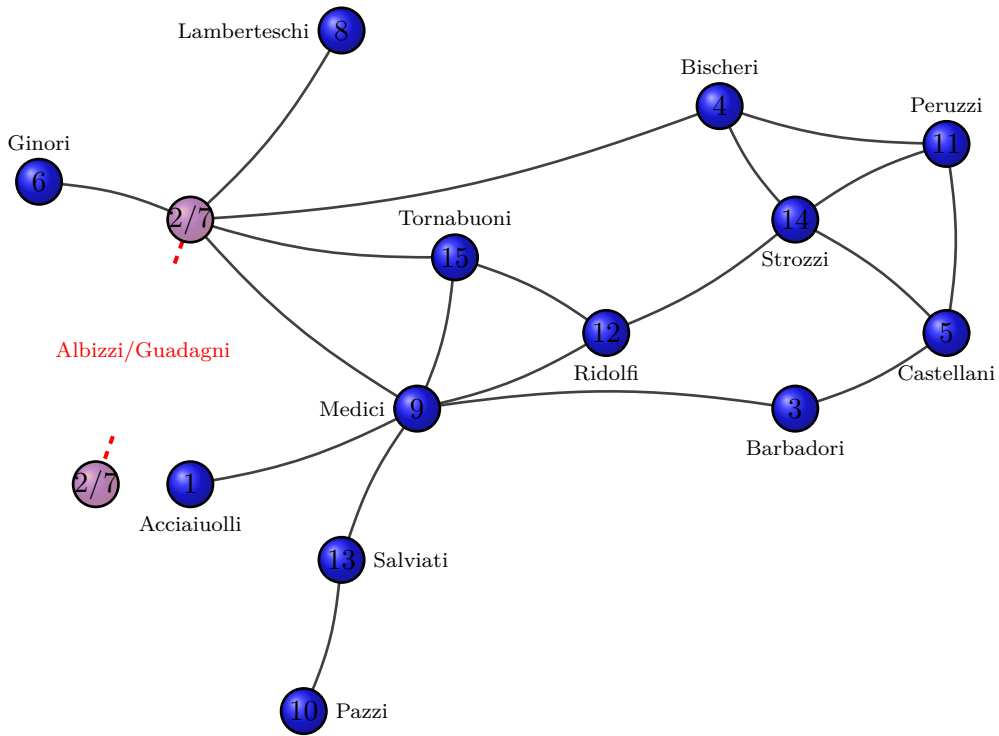 Lamberteschi
8
Bischeri
4
Peruzzi
11
Ginori
6
2/7
Tornabuoni
15
14
Strozzi
12
Ridolfi
5
Castellani
Albizzi/Guadagni
Medici
9
3
Barbadori
2/7
1
Acciaiuolli
13
Salviati
10
Pazzi